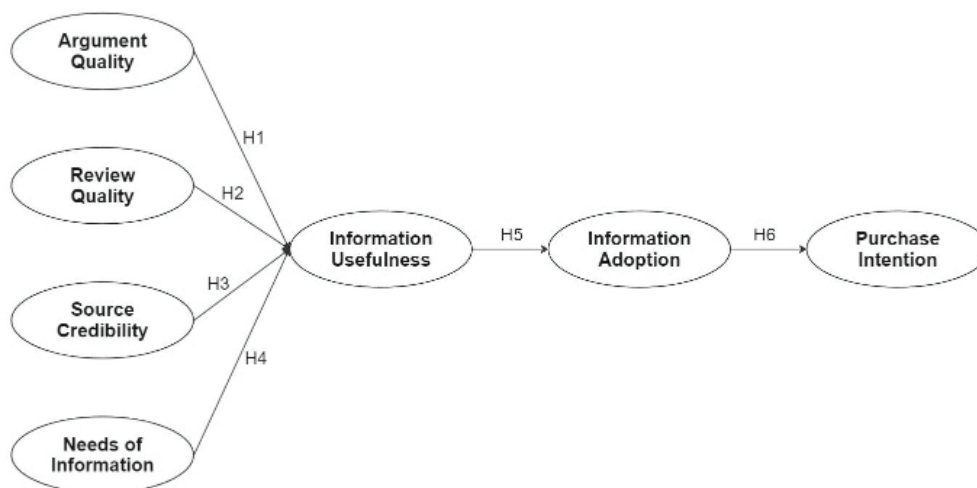 Argument
Quality
H1
Review
Quality
H2
Information
Usefulness
H5
Information
Adoption
H6
Purchase
Intention
H3
Source
Credibility
H4
Needs of
Information